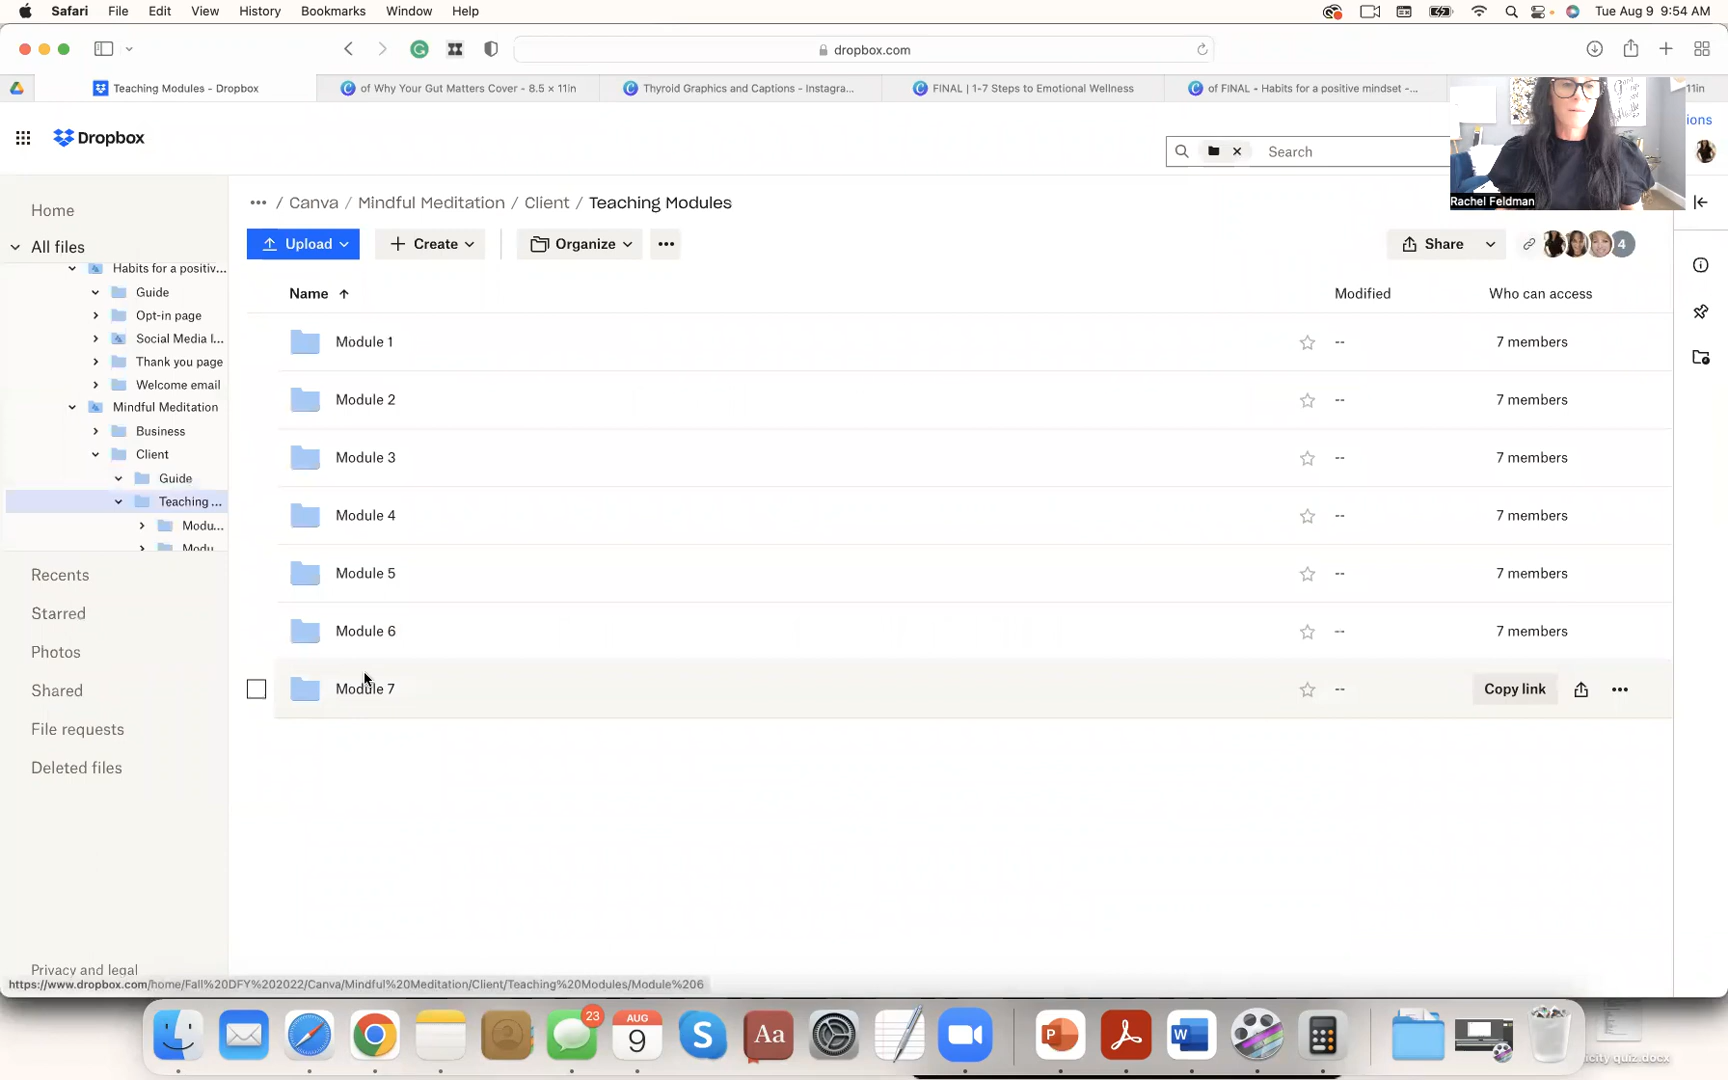 Safari File Edit View History Bookmarks Window Help Tue Aug 9 9:54 AM
dropbox.com
Teaching Modules - Dropbox of Why Your Gut Matters Cover - 8.5 × 11in Thyroid Graphics and Captions - Instagra... FINAL | 1-7 Steps to Emotional Wellness of FINAL - Habits for a positive mindset -... 11in
Dropbox
Search
Rachel Feldman
Home
All files
Habits for a positiv...
Guide
Opt-in page
Social Media I...
Thank you page
Welcome email
Mindful Meditation
Business
Client
Guide
Teaching ...
Modu...
Modu
Recents
Starred
Photos
Shared
File requests
Deleted files
Privacy and legal
... / Canva / Mindful Meditation / Client / Teaching Modules
Upload Create Organize Share 4
Name Modified Who can access
Module 1 -- 7 members
Module 2 -- 7 members
Module 3 -- 7 members
Module 4 -- 7 members
Module 5 -- 7 members
Module 6 -- 7 members
Module 7 -- Copy link
https://www.dropbox.com/home/Fall%20DFY%202022/Canva/Mindful%20Meditation/Client/Teaching%20Modules/Module%206
23
AUG
9
Aa
icity quiz.docx